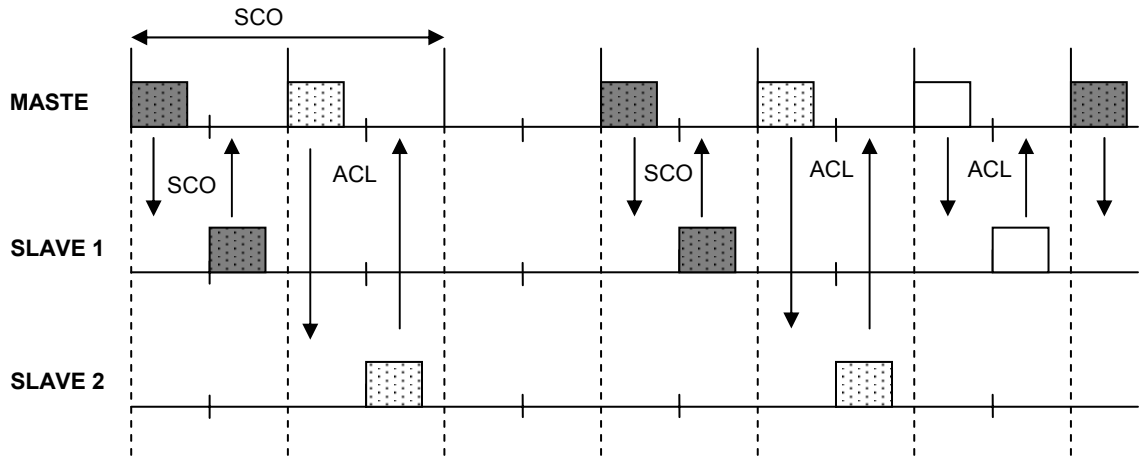 SCO
MASTE
SCO ACL SCO ACL ACL
SLAVE 1
SLAVE 2